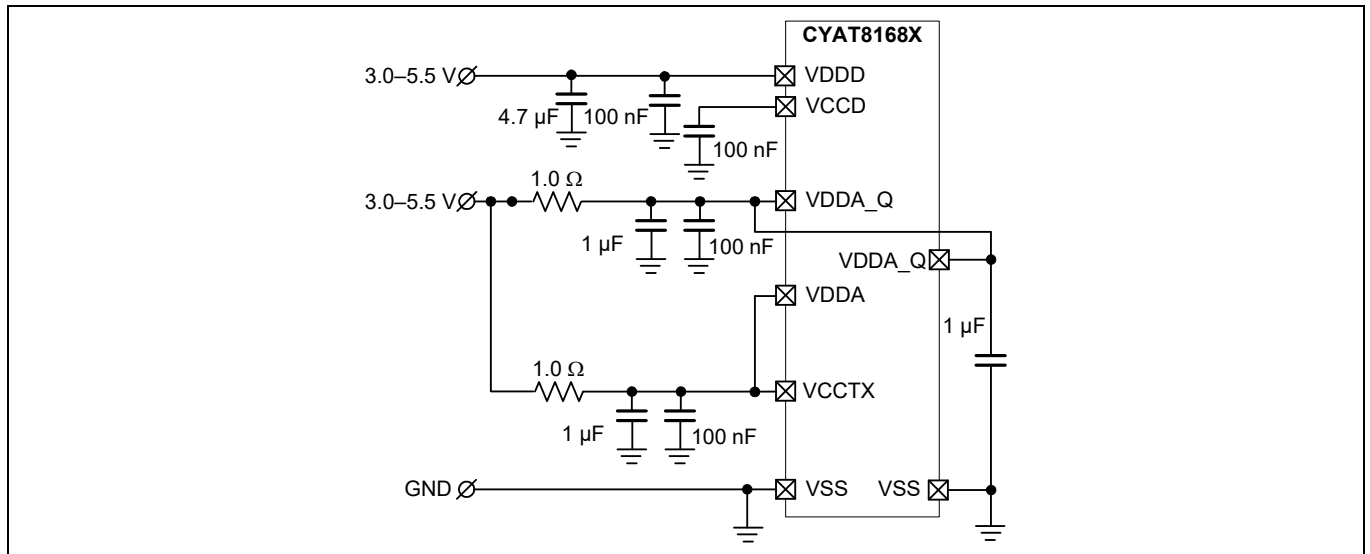 CYAT8168X
3.0–5.5 V
VDDD
4.7 µF
100 nF
VCCD
100 nF
1.0 Ω
3.0–5.5 V
VDDA_Q
1 µF
100 nF
VDDA_Q
VDDA
1 µF
1.0 Ω
VCCTX
1 µF
100 nF
GND
VSS
VSS